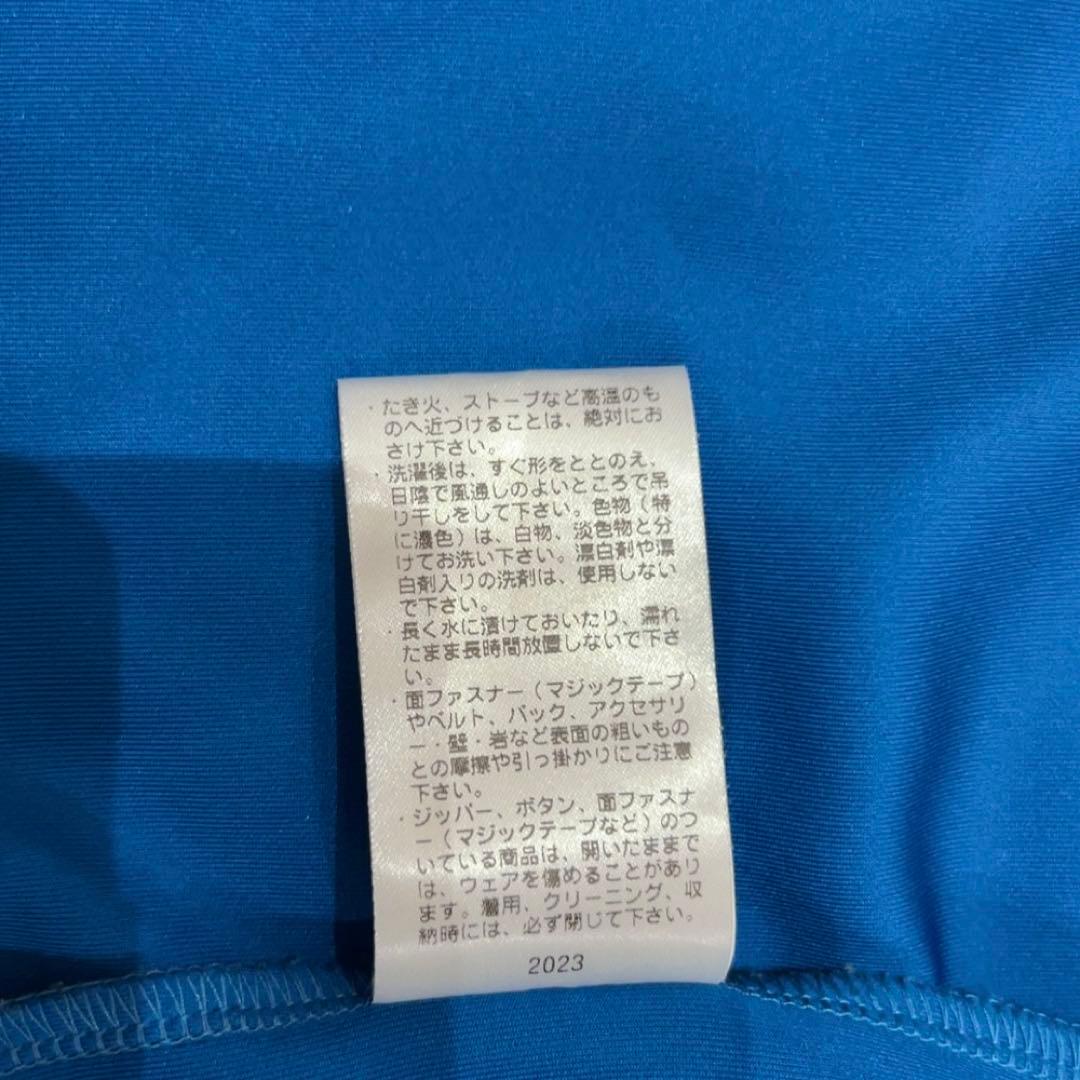 ・たき火、ストーブなど高温のも
のへ近づけることは、絶対にお
さけ下さい。
・洗濯後は、すぐ形をととのえ、
日陰で風通しのよいところで吊
り干しをして下さい。色物（特
に濃色）は、白物、淡色物と分
けてお洗い下さい。漂白剤や漂
白剤入りの洗剤は、使用しない
で下さい。
・長く水に漬けておいたり、濡れ
たまま長時間放置しないで下さ
い。
・面ファスナー（マジックテープ）
やベルト、バック、アクセサリ
ー・壁・岩など表面の粗いもの
との摩擦や引っ掛かりにご注意
下さい。
・ジッパー、ボタン、面ファスナ
ー（マジックテープなど）のつ
いている商品は、開いたままで
は、ウェアを傷めることがあり
ます。着用、クリーニング、収
納時には、必ず閉じて下さい。
2023